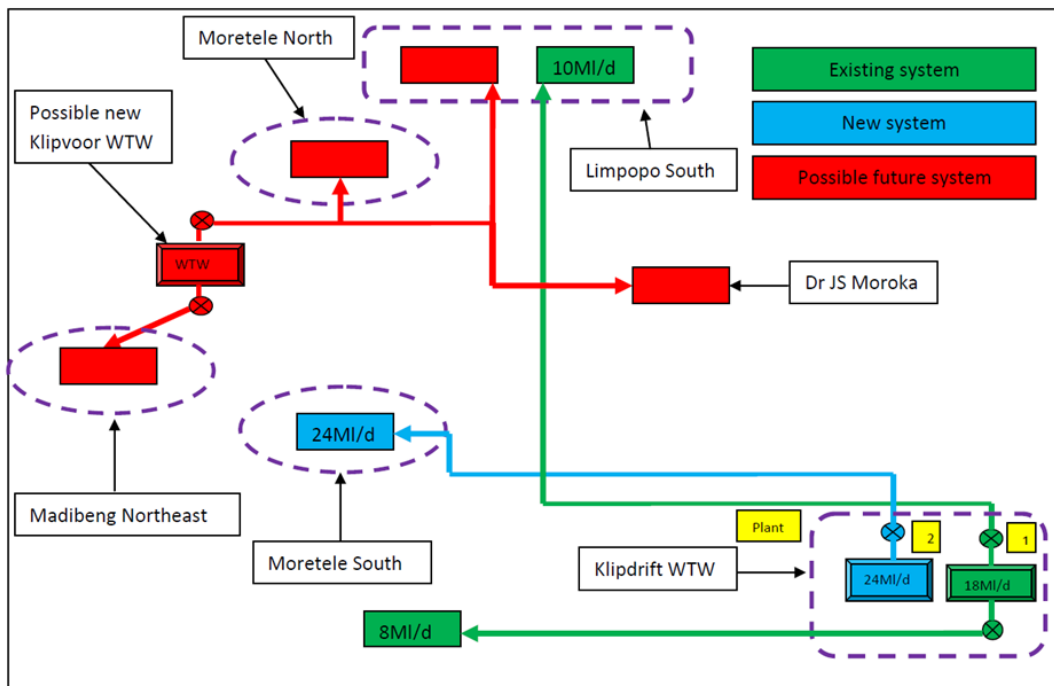 Moretele North
10Ml/d
Existing system
Possible new
Klipvoor WTW
New system
Limpopo South
Possible future system
WTW
Dr JS Moroka
24Ml/d
Madibeng Northeast
Moretele South
Plant
2
1
Klipdrift WTW
24Ml/d
18Ml/d
8Ml/d